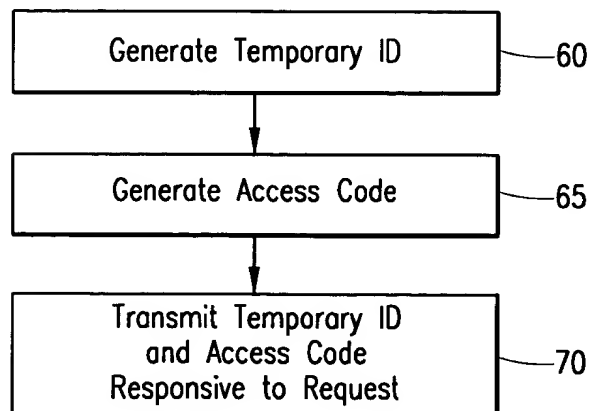 Generate Temporary ID
60
Generate Access Code
65
Transmit Temporary ID
and Access Code
Responsive to Request
70